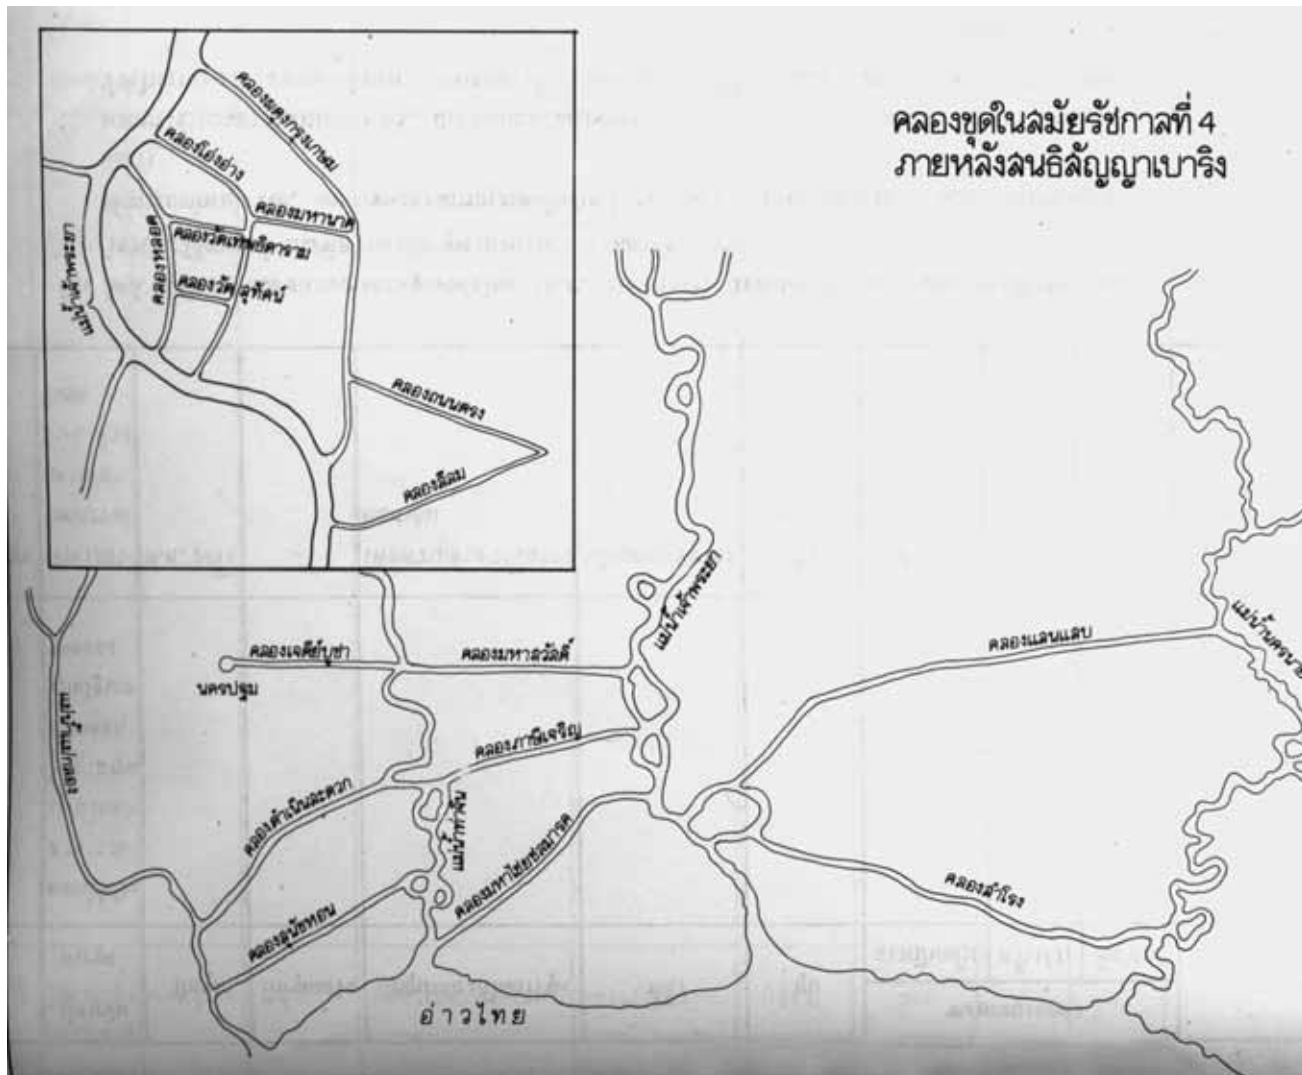 คลองขุดในสมัยรัชกาลที่ 4
ภายหลังสนธิสัญญาเบาริง
คลองผดุงกรุงเกษม
คลองโอ่งอ่าง
คลองมหานาค
คลองวัดเทพธิดาราม
คลองหลอด
คลองวัดสุทัศน์
แม่น้ำเจ้าพระยา
คลองถนนตรง
คลองสีลม
แม่น้ำเจ้าพระยา
คลองเจดีย์บูชา
คลองมหาสวัสดิ์
นครปฐม
คลองแสนแสบ
แม่น้ำนครนาย
แม่น้ำแม่กลอง
คลองภาษีเจริญ
คลองดำเนินสะดวก
แม่น้ำท่าจีน
คลองมหาไชยชลมารค
คลองสุนัขหอน
คลองสำโรง
อ่าวไทย